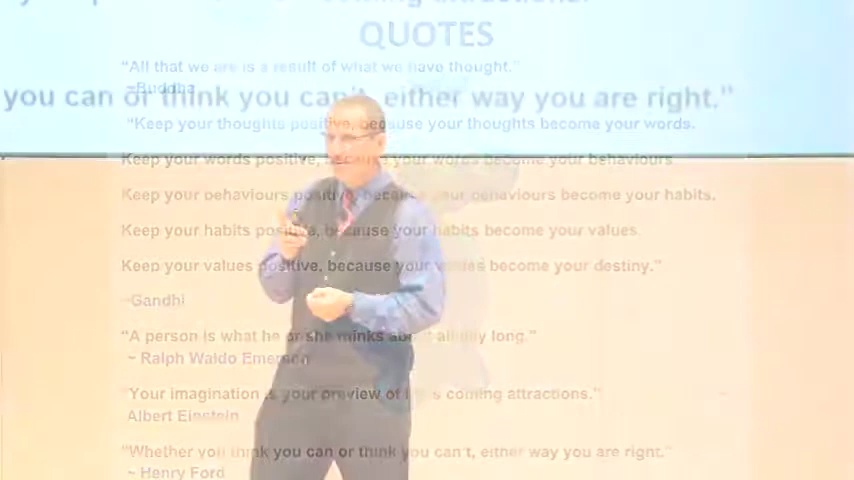 coming attractions."
QUOTES
"All that we are is a result of what we have thought."
~Buddha
you can or think you can't, either way you are right."
"Keep your thoughts positive, because your thoughts become your words.
Keep your words positive, because your words become your behaviours
Keep your behaviours positive, because your behaviours become your habits.
Keep your habits positive, because your habits become your values.
Keep your values positive, because your values become your destiny."
~Gandhi
"A person is what he or she thinks about all day long."
~ Ralph Waldo Emerson
"Your imagination is your preview of life's coming attractions."
Albert Einstein
"Whether you think you can or think you can't, either way you are right."
~ Henry Ford